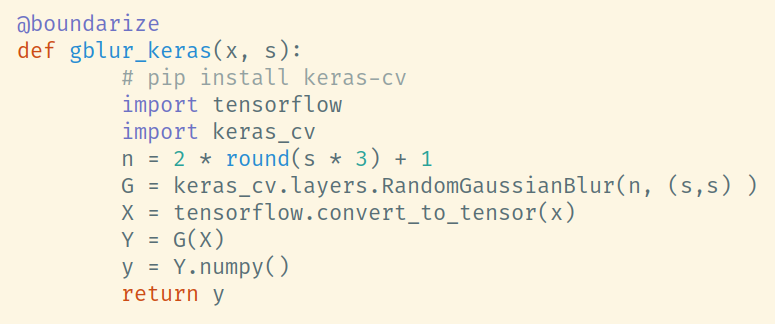 @boundarize
def gblur_keras(x, s):
        # pip install keras-cv
        import tensorflow
        import keras_cv
        n = 2 * round(s * 3) + 1
        G = keras_cv.layers.RandomGaussianBlur(n, (s,s) )
        X = tensorflow.convert_to_tensor(x)
        Y = G(X)
        y = Y.numpy()
        return y